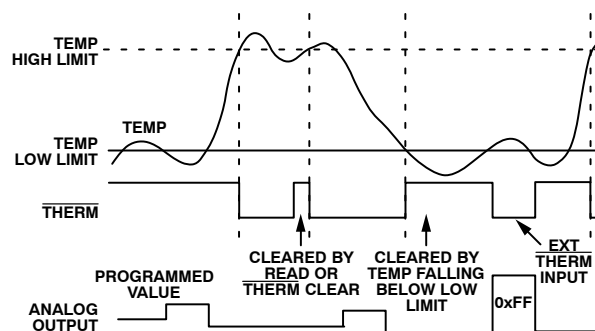 TEMP
HIGH LIMIT
TEMP
TEMP
LOW LIMIT
THERM
CLEARED BY
READ OR
THERM CLEAR
CLEARED BY
TEMP FALLING
BELOW LOW
LIMIT
EXT
THERM
INPUT
PROGRAMMED
VALUE
0xFF
ANALOG
OUTPUT